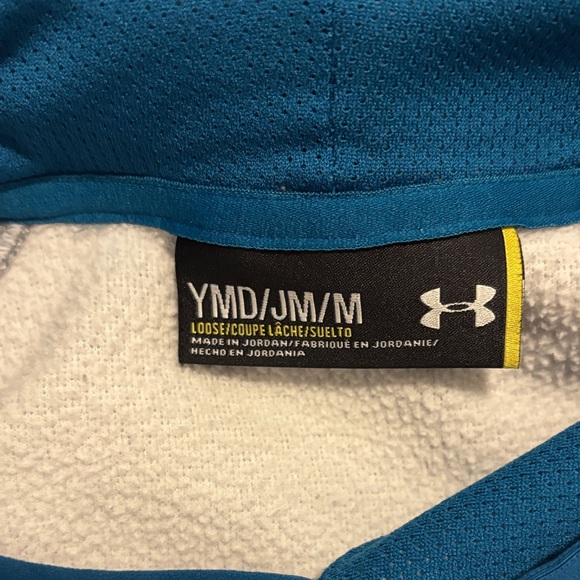 YMD/JM/M
LOOSE/COUPE LÂCHE/SUELTO
MADE IN JORDAN/FABRIQUÉ EN JORDANIE/
HECHO EN JORDANIA